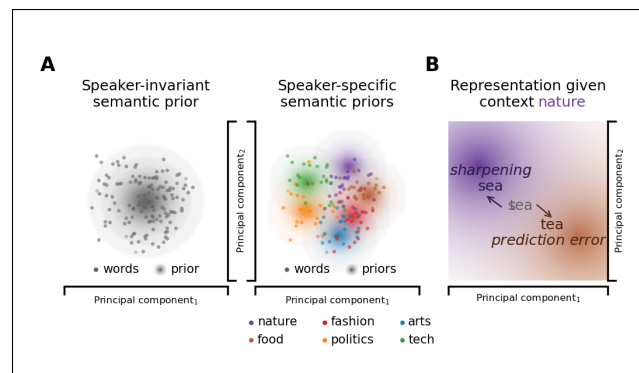 A
Speaker-invariant
semantic prior
Principal component₂
words
prior
Principal component₁
Speaker-specific
semantic priors
Principal component₂
words
priors
Principal component₁
nature
fashion
arts
food
politics
tech
B
Representation given
context nature
sharpening
sea
tea
prediction error
Principal component₁